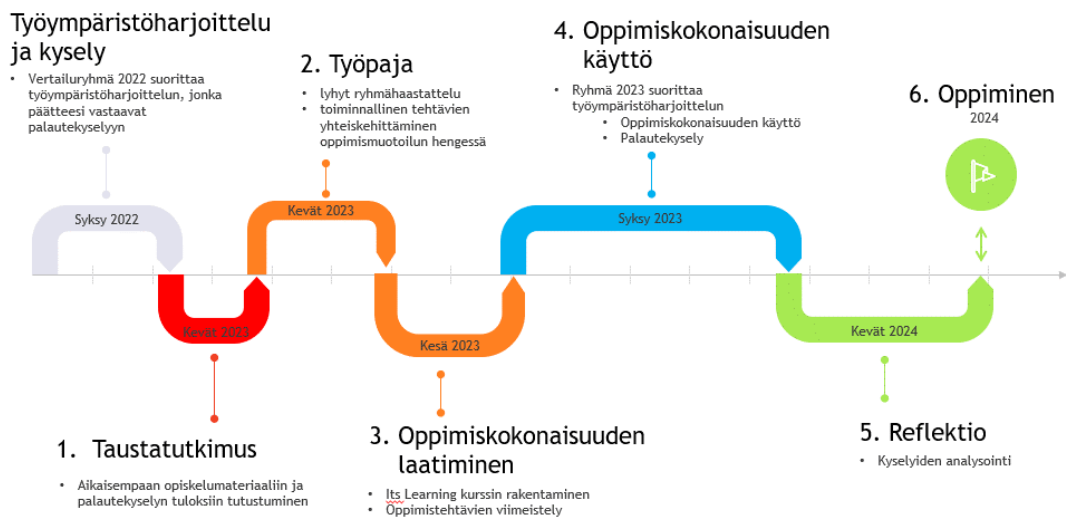 Työympäristöharjoittelu
ja kysely
• Vertailuryhmä 2022 suorittaa
työympäristöharjoittelun, jonka
päätteesi vastaavat
palautekyselyyn
2. Työpaja
• lyhyt ryhmähaastattelu
• toiminnallinen tehtävien
yhteiskehittäminen
oppimismuotoilun hengessä
4. Oppimiskokonaisuuden
käyttö
• Ryhmä 2023 suorittaa
työympäristöharjoittelun
• Oppimiskokonaisuuden käyttö
• Palautekysely
6. Oppiminen
2024
Syksy 2022
Kevät 2023
Syksy 2023
Kevät 2023
Kesä 2023
Kevät 2024
1. Taustatutkimus
• Aikaisempaan opiskelumateriaaliin ja
palautekyselyn tuloksiin tutustuminen
3. Oppimiskokonaisuuden
laatiminen
• Its Learning kurssin rakentaminen
• Oppimistehtävien viimeistely
5. Reflektio
• Kyselyiden analysointi